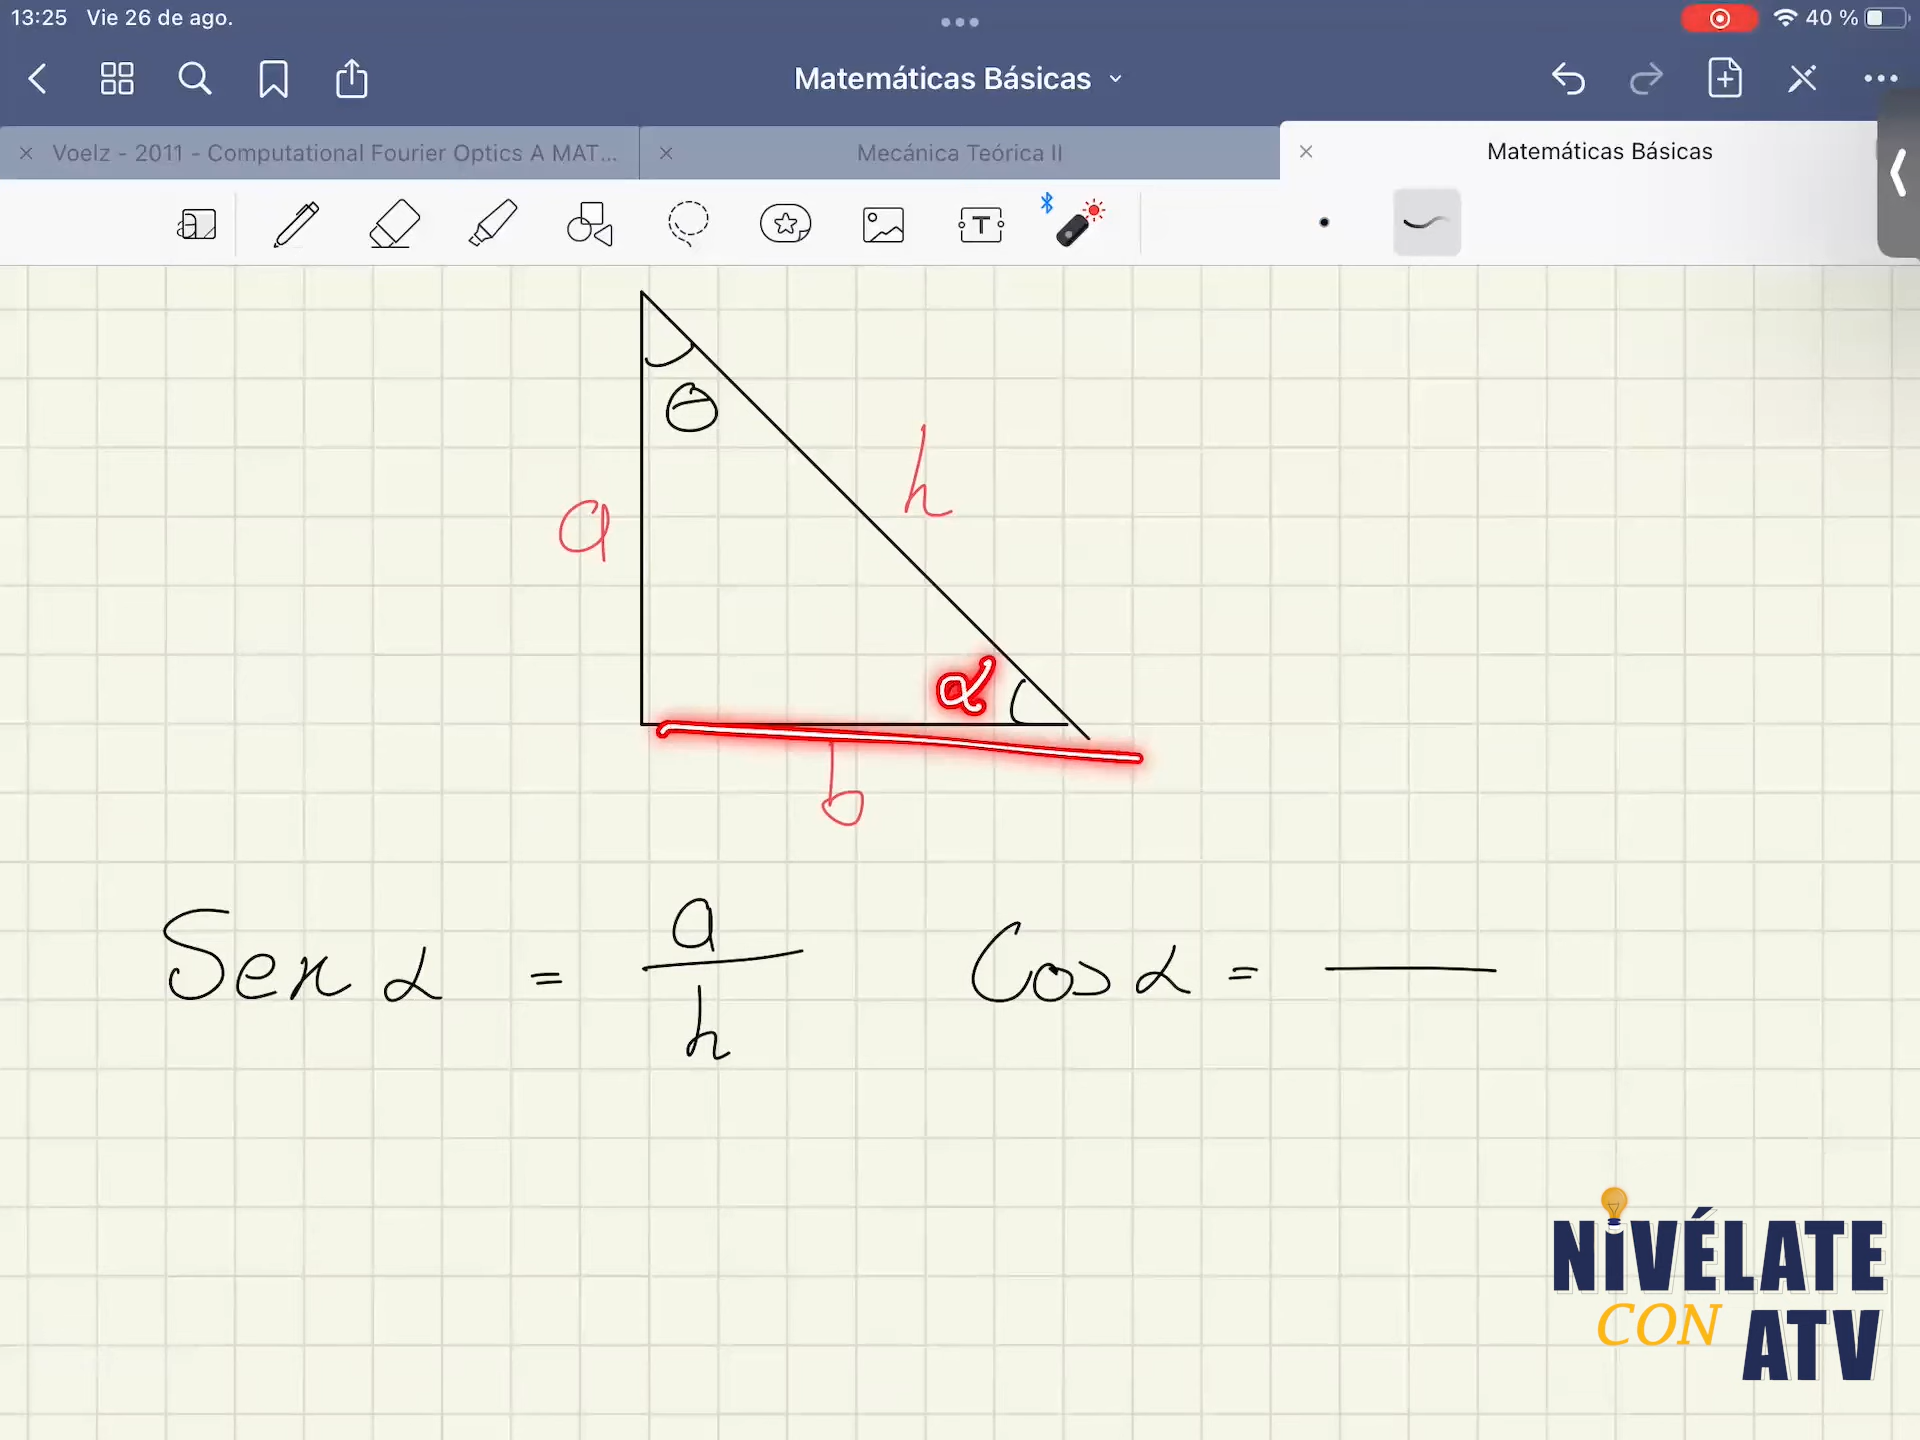 13:25 Vie 26 de ago. 40 %
Matemáticas Básicas
Voelz - 2011 - Computational Fourier Optics A MAT... Mecánica Teórica II Matemáticas Básicas
T
θ
h
a
α
b
Sen α = a/h Cos α =
NIVÉLATE
CON
ATV